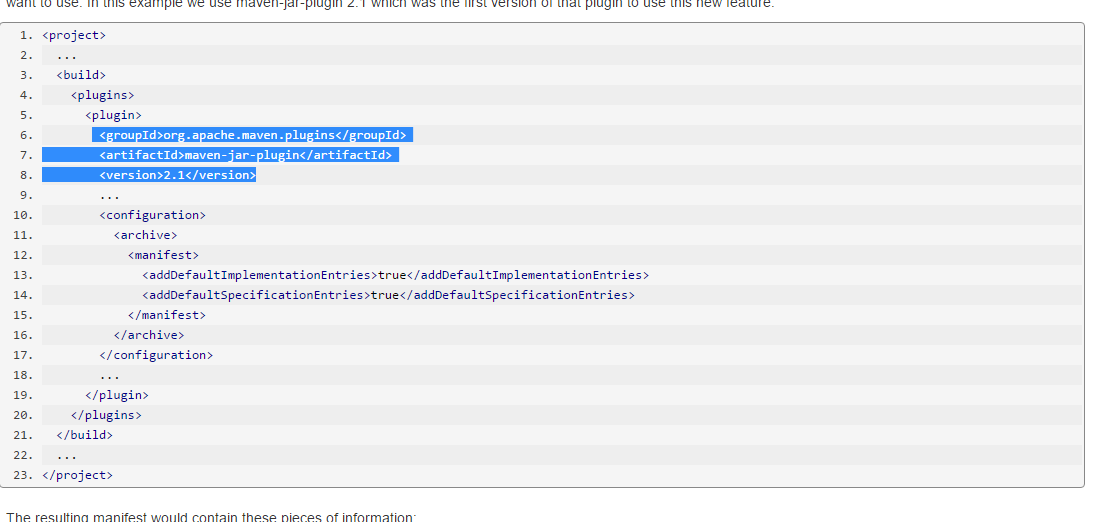 want to use. In this example we use maven-jar-plugin 2.1 which was the first version of that plugin to use this new feature.
1. <project>
2.   ...
3.   <build>
4.     <plugins>
5.       <plugin>
6.         <groupId>org.apache.maven.plugins</groupId>
7.         <artifactId>maven-jar-plugin</artifactId>
8.         <version>2.1</version>
9.         ...
10.         <configuration>
11.           <archive>
12.             <manifest>
13.               <addDefaultImplementationEntries>true</addDefaultImplementationEntries>
14.               <addDefaultSpecificationEntries>true</addDefaultSpecificationEntries>
15.             </manifest>
16.           </archive>
17.         </configuration>
18.         ...
19.       </plugin>
20.     </plugins>
21.   </build>
22.   ...
23. </project>
The resulting manifest would contain these pieces of information: